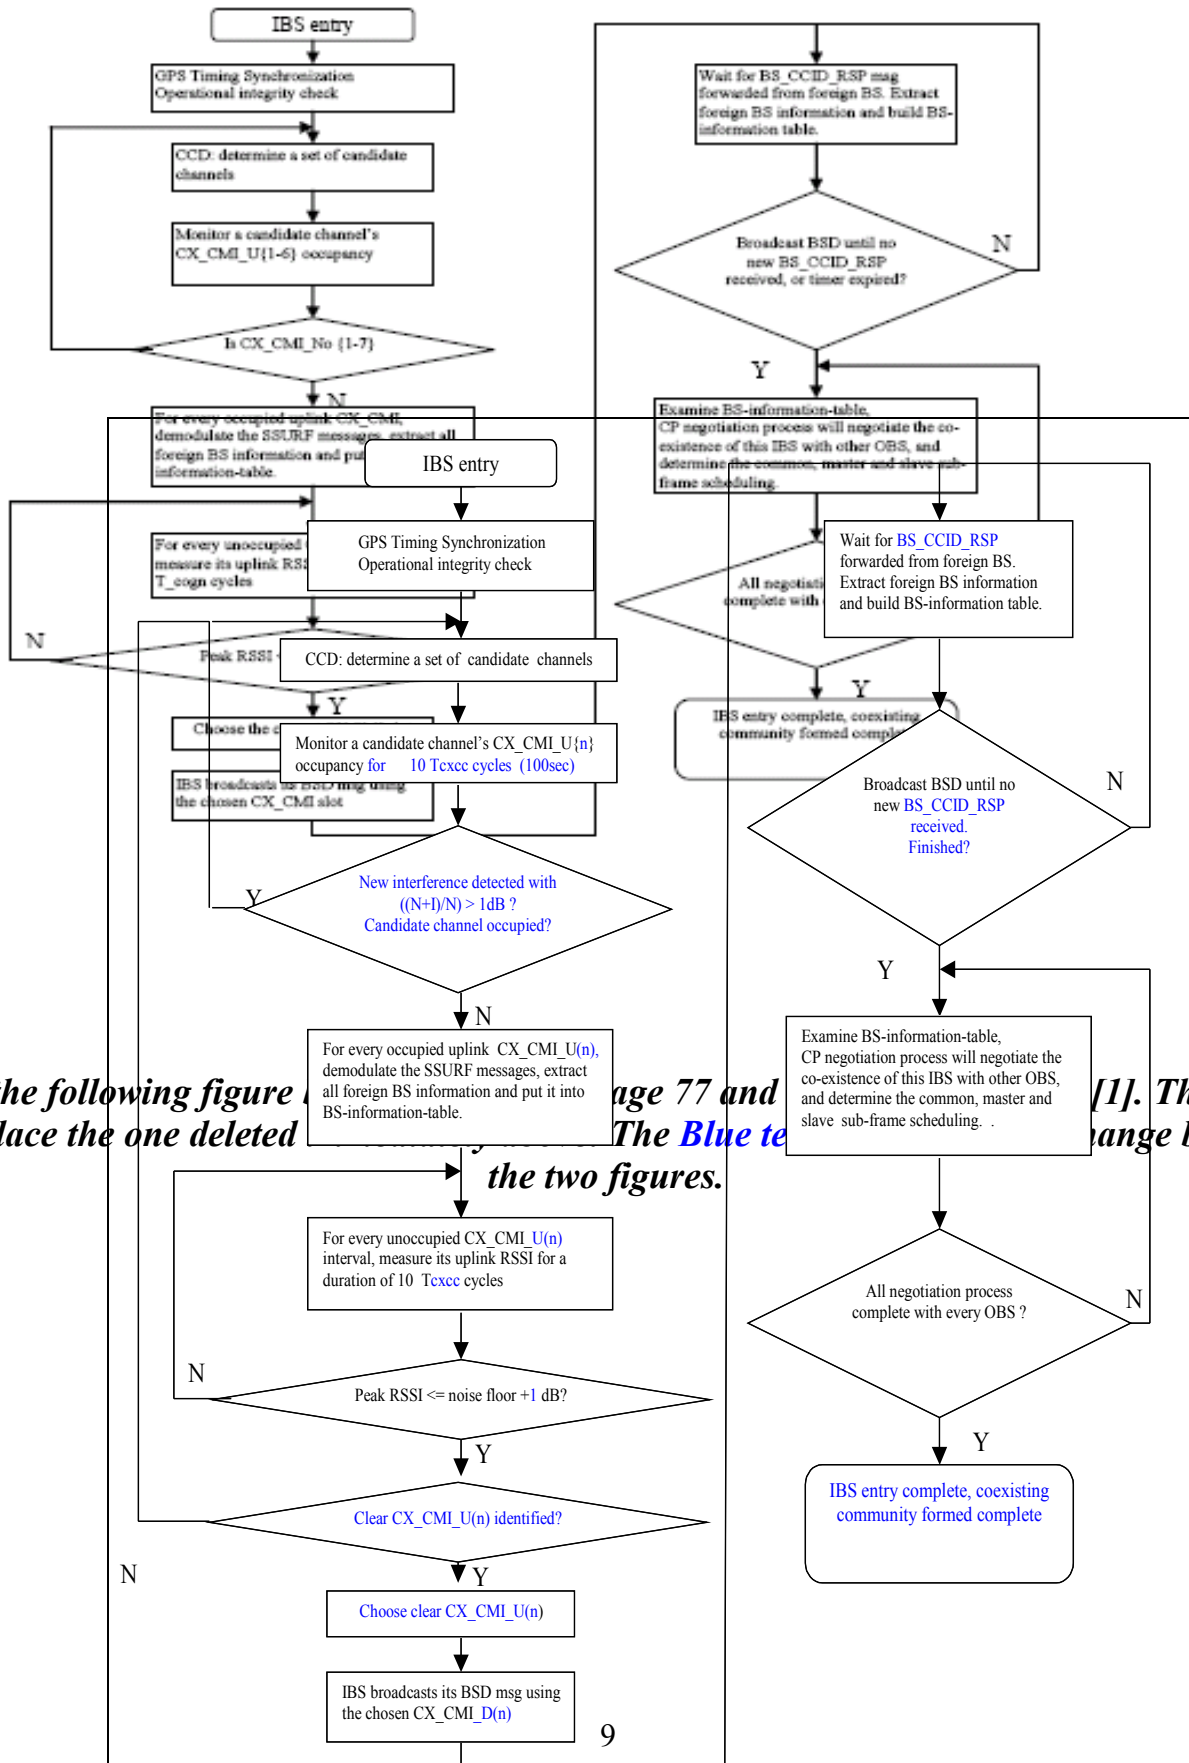 IBS entry
GPS Timing Synchronization
Operational integrity check
CCD: determine a set of candidate
channels
Monitor a candidate channel's
CX_CMI_U{1-6} occupancy
Is CX_CMI_No {1-7}
N
For every occupied uplink CX_CMI,
demodulate the SSURF messages, extract all
foreign BS information and put
information-table.
For every unoccupied
measure its uplink RSS
T_cogn cycles
N
Peak RSSI
Y
Choose the c
IBS broadcasts its BSD msg using
the chosen CX_CMI slot
Wait for BS_CCID_RSP msg
forwarded from foreign BS. Extract
foreign BS information and build BS-
information table.
Broadcast BSD until no
new BS_CCID_RSP
received, or timer expired?
N
Y
Examine BS-information-table,
CP negotiation process will negotiate the co-
existence of this IBS with other OBS, and
determine the common, master and slave sub-
frame scheduling.
All negotiati
complete with
Y
IBS entry complete, coexisting
community formed complet
IBS entry
GPS Timing Synchronization
Operational integrity check
CCD: determine a set of candidate channels
Monitor a candidate channel's CX_CMI_U{n}
occupancy for 10 Tcxcc cycles (100sec)
New interference detected with
((N+I)/N) > 1dB ?
Candidate channel occupied?
Y
N
For every occupied uplink CX_CMI_U(n),
demodulate the SSURF messages, extract
all foreign BS information and put it into
BS-information-table.
he following figure age 77 and [1]. Th
lace the one deleted The Blue te ange b
the two figures.
For every unoccupied CX_CMI_U(n)
interval, measure its uplink RSSI for a
duration of 10 Tcxcc cycles
N
Peak RSSI <= noise floor +1 dB?
Y
Clear CX_CMI_U(n) identified?
N
Y
Choose clear CX_CMI_U(n)
IBS broadcasts its BSD msg using
the chosen CX_CMI_D(n)
Wait for BS_CCID_RSP
forwarded from foreign BS.
Extract foreign BS information
and build BS-information table.
Broadcast BSD until no
new BS_CCID_RSP
received.
Finished?
N
Y
Examine BS-information-table,
CP negotiation process will negotiate the
co-existence of this IBS with other OBS,
and determine the common, master and
slave sub-frame scheduling. .
All negotiation process
complete with every OBS ?
N
Y
IBS entry complete, coexisting
community formed complete
9